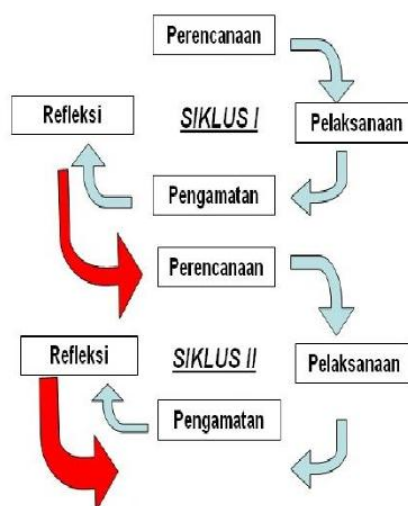 Perencanaan
Refleksi
SIKLUS I
Pelaksanaan
Pengamatan
Perencanaan
Refleksi
SIKLUS II
Pelaksanaan
Pengamatan